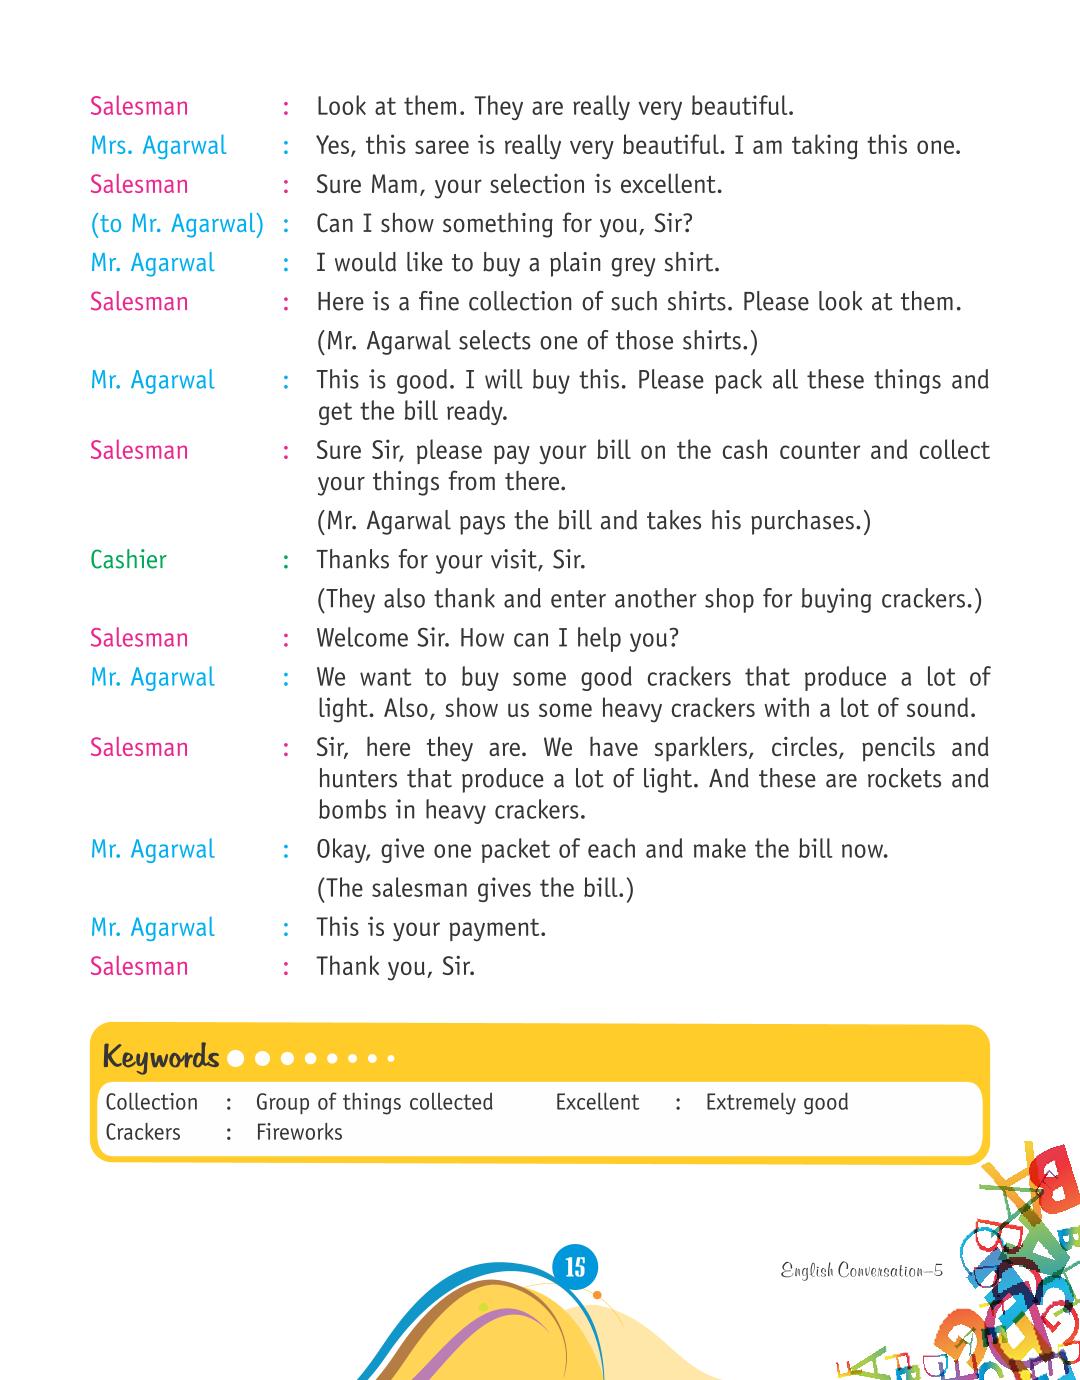 Salesman : Look at them. They are really very beautiful.
Mrs. Agarwal : Yes, this saree is really very beautiful. I am taking this one.
Salesman : Sure Mam, your selection is excellent.
(to Mr. Agarwal) : Can I show something for you, Sir?
Mr. Agarwal : I would like to buy a plain grey shirt.
Salesman : Here is a fine collection of such shirts. Please look at them.
(Mr. Agarwal selects one of those shirts.)
Mr. Agarwal : This is good. I will buy this. Please pack all these things and
get the bill ready.
Salesman : Sure Sir, please pay your bill on the cash counter and collect
your things from there.
(Mr. Agarwal pays the bill and takes his purchases.)
Cashier : Thanks for your visit, Sir.
(They also thank and enter another shop for buying crackers.)
Salesman : Welcome Sir. How can I help you?
Mr. Agarwal : We want to buy some good crackers that produce a lot of
light. Also, show us some heavy crackers with a lot of sound.
Salesman : Sir, here they are. We have sparklers, circles, pencils and
hunters that produce a lot of light. And these are rockets and
bombs in heavy crackers.
Mr. Agarwal : Okay, give one packet of each and make the bill now.
(The salesman gives the bill.)
Mr. Agarwal : This is your payment.
Salesman : Thank you, Sir.
Keywords
Collection : Group of things collected Excellent : Extremely good
Crackers : Fireworks
15
English Conversation–5